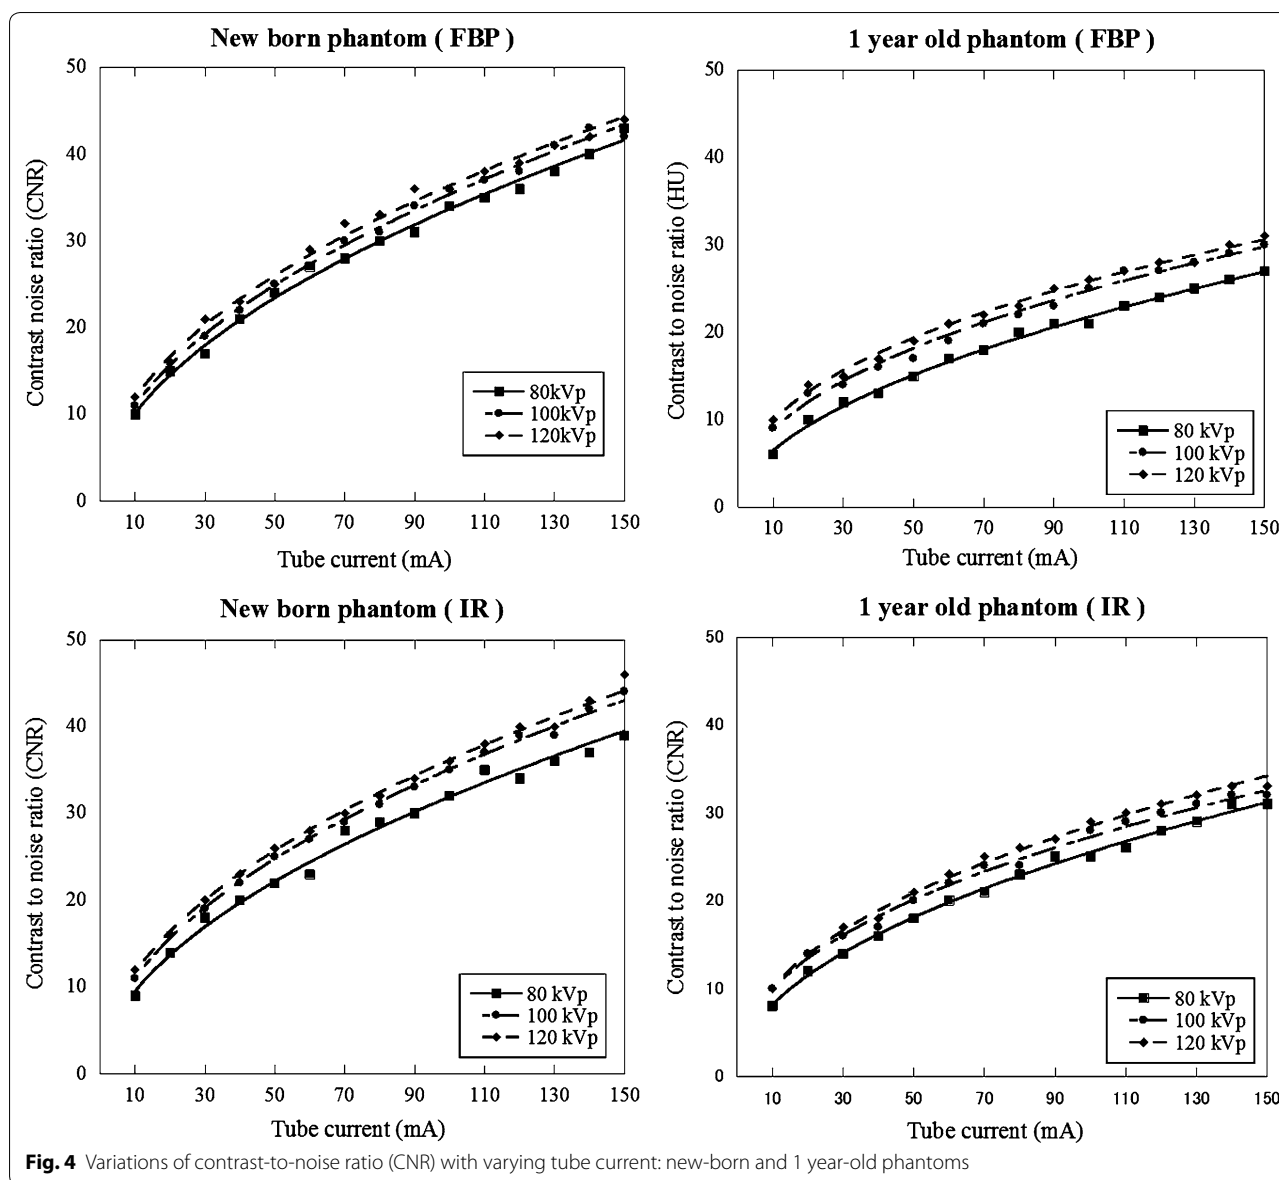 New born phantom ( FBP )
50
40
30
20
10
0
Contrast noise ratio (CNR)
80kVp
100kVp
120kVp
10 30 50 70 90 110 130 150
Tube current (mA)
1 year old phantom ( FBP )
50
40
30
20
10
0
Contrast to noise ratio (HU)
80 kVp
100 kVp
120 kVp
10 30 50 70 90 110 130 150
Tube current (mA)
New born phantom ( IR )
50
40
30
20
10
0
Contrast to noise ratio (CNR)
80 kVp
100 kVp
120 kVp
10 30 50 70 90 110 130 150
Tube current (mA)
1 year old phantom ( IR )
50
40
30
20
10
0
Contrast to noise ratio (CNR)
80 kVp
100 kVp
120 kVp
10 30 50 70 90 110 130 150
Tube current (mA)
Fig. 4 Variations of contrast-to-noise ratio (CNR) with varying tube current: new-born and 1 year-old phantoms